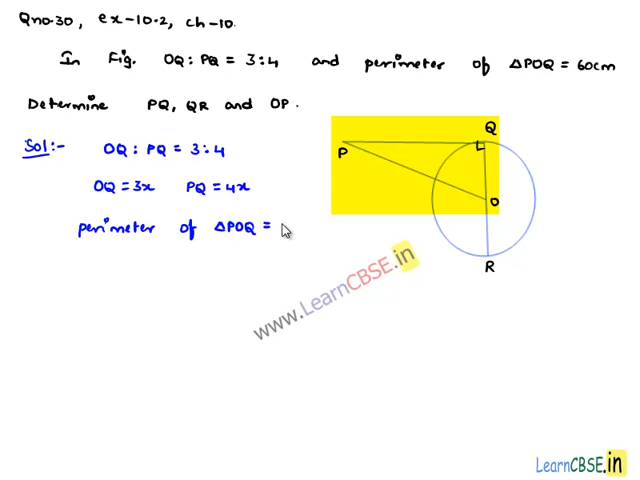 Qno.30, ex-10.2, ch-10.
In Fig. OQ : PQ = 3:4 and perimeter of △POQ = 60cm
Determine PQ, QR and OP.
Sol:- OQ : PQ = 3:4
OQ = 3x PQ = 4x
perimeter of △POQ =
Q
P
L
O
R
www.LearnCBSE.in
LearnCBSE.in